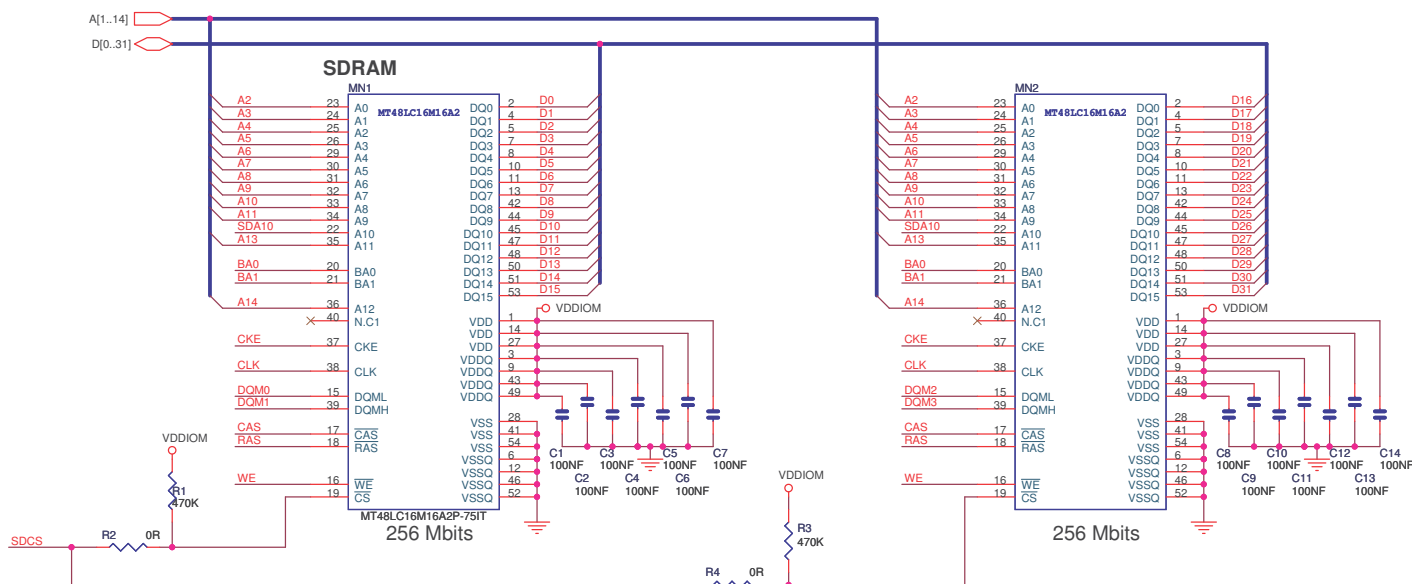 A[1..14]
D[0..31]
SDRAM
MN1
MT48LC16M16A2
A2 23 A0 DQ0 2 D0
A3 24 A1 DQ1 4 D1
A4 25 A2 DQ2 5 D2
A5 26 A3 DQ3 7 D3
A6 29 A4 DQ4 8 D4
A7 30 A5 DQ5 10 D5
A8 31 A6 DQ6 11 D6
A9 32 A7 DQ7 13 D7
A10 33 A8 DQ8 42 D8
A11 34 A9 DQ9 44 D9
SDA10 22 A10 DQ10 45 D10
A13 35 A11 DQ11 47 D11
DQ12 48 D12
BA0 20 BA0 DQ13 50 D13
BA1 21 BA1 DQ14 51 D14
DQ15 53 D15
A14 36 A12
VDDIOM
40 N.C1 VDD 1
VDD 14
CKE 37 CKE VDD 27
VDDQ 3
CLK 38 CLK VDDQ 9
VDDQ 43
DQM0 15 DQML VDDQ 49
DQM1 39 DQMH
VSS 28
CAS 17 CAS VSS 41
RAS 18 RAS VSS 54
VSSQ 6
VSSQ 12
WE 16 WE VSSQ 46
19 CS VSSQ 52
C1 C3 C5 C7
100NF 100NF 100NF 100NF
C2 C4 C6
100NF 100NF 100NF
MT48LC16M16A2P-75IT
256 Mbits
VDDIOM
R1
470K
SDCS
R2 0R
VDDIOM
R3
470K
R4 0R
MN2
MT48LC16M16A2
A2 23 A0 DQ0 2 D16
A3 24 A1 DQ1 4 D17
A4 25 A2 DQ2 5 D18
A5 26 A3 DQ3 7 D19
A6 29 A4 DQ4 8 D20
A7 30 A5 DQ5 10 D21
A8 31 A6 DQ6 11 D22
A9 32 A7 DQ7 13 D23
A10 33 A8 DQ8 42 D24
A11 34 A9 DQ9 44 D25
SDA10 22 A10 DQ10 45 D26
A13 35 A11 DQ11 47 D27
DQ12 48 D28
BA0 20 BA0 DQ13 50 D29
BA1 21 BA1 DQ14 51 D30
DQ15 53 D31
A14 36 A12
VDDIOM
40 N.C1 VDD 1
VDD 14
CKE 37 CKE VDD 27
VDDQ 3
CLK 38 CLK VDDQ 9
VDDQ 43
DQM2 15 DQML VDDQ 49
DQM3 39 DQMH
VSS 28
CAS 17 CAS VSS 41
RAS 18 RAS VSS 54
VSSQ 6
VSSQ 12
WE 16 WE VSSQ 46
19 CS VSSQ 52
C8 C10 C12 C14
100NF 100NF 100NF 100NF
C9 C11 C13
100NF 100NF 100NF
256 Mbits